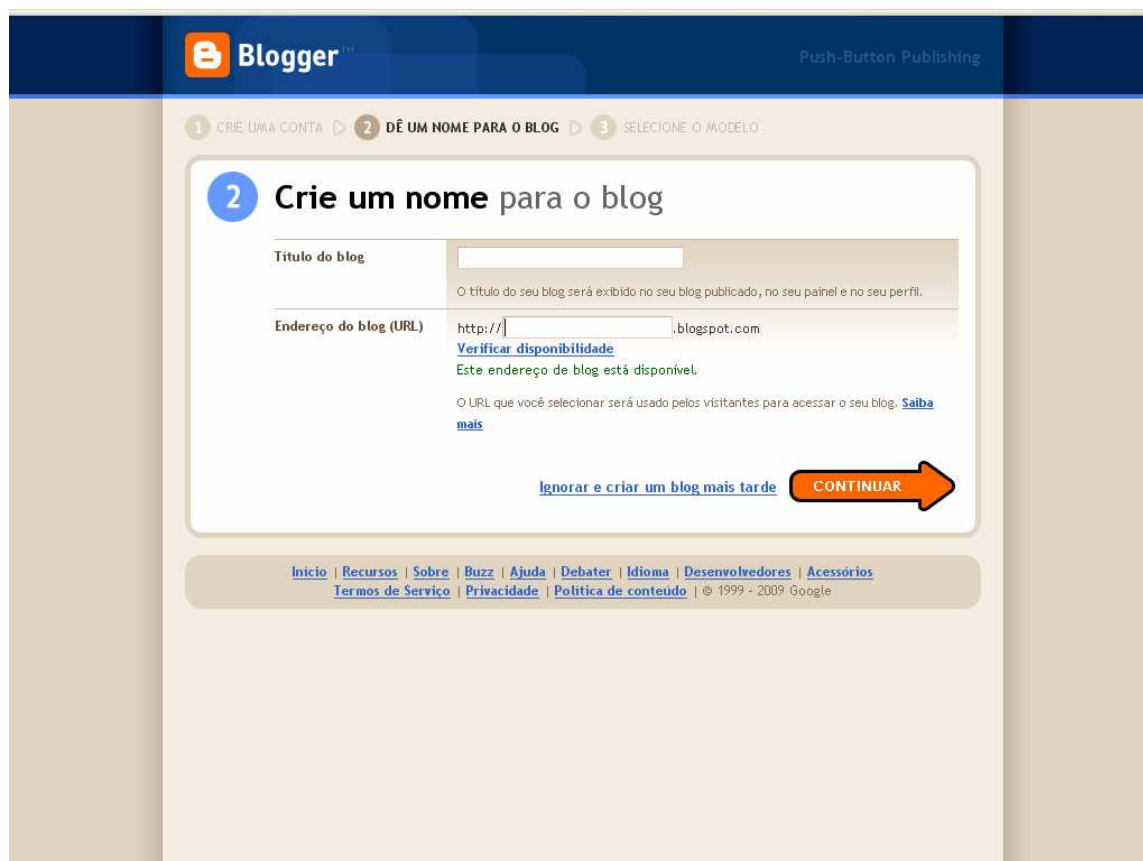 Blogger™
Push-Button Publishing
1 CRIE UMA CONTA 2 DÊ UM NOME PARA O BLOG 3 SELECIONE O MODELO
2 Crie um nome para o blog
Título do blog
O título do seu blog será exibido no seu blog publicado, no seu painel e no seu perfil.
Endereço do blog (URL) http:// .blogspot.com
Verificar disponibilidade
Este endereço de blog está disponível.
O URL que você selecionar será usado pelos visitantes para acessar o seu blog. Saiba
mais
Ignorar e criar um blog mais tarde CONTINUAR
Início | Recursos | Sobre | Buzz | Ajuda | Debater | Idioma | Desenvolvedores | Acessórios
Termos de Serviço | Privacidade | Política de conteúdo | © 1999 - 2009 Google